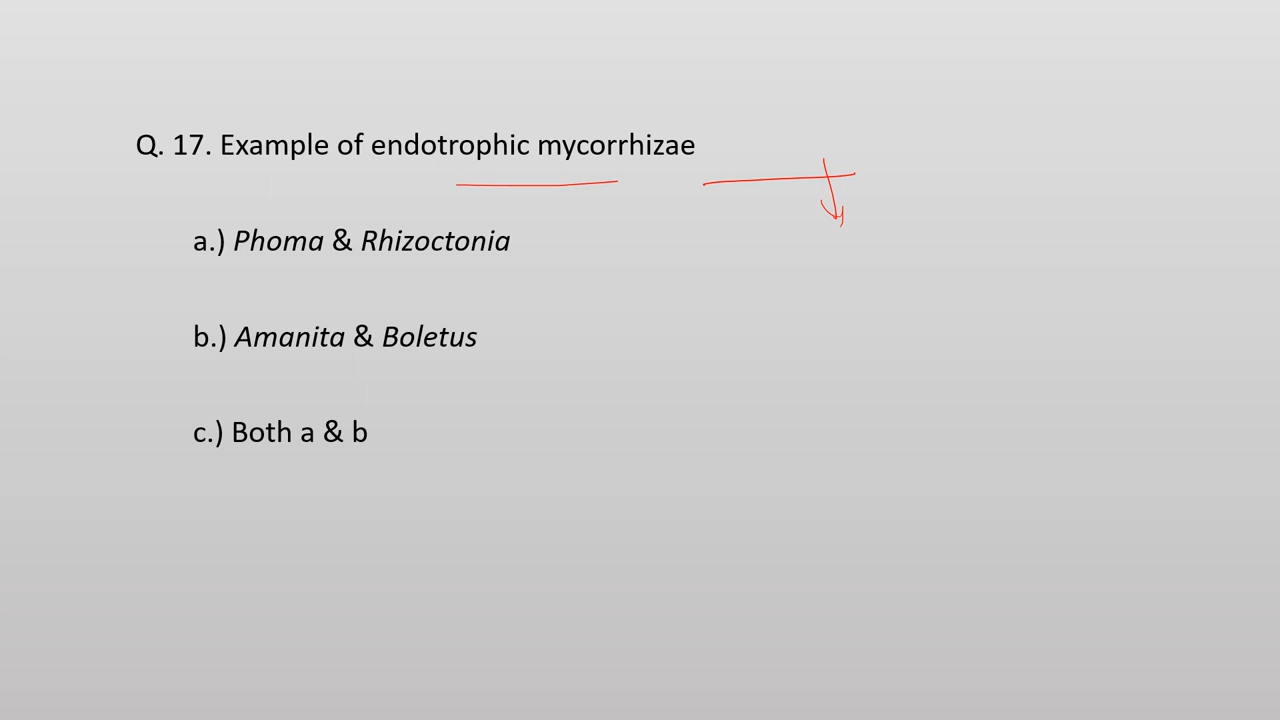 Q. 17. Example of endotrophic mycorrhizae
a.) Phoma & Rhizoctonia
b.) Amanita & Boletus
c.) Both a & b